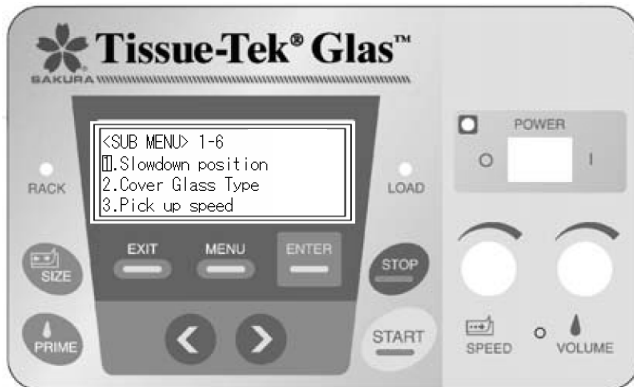 Tissue-Tek® Glas™
SAKURA
<SUB MENU> 1-6
1.Slowdown position
2.Cover Glass Type
3.Pick up speed
RACK
LOAD
EXIT
MENU
ENTER
SIZE
STOP
PRIME
START
POWER
O
I
SPEED
VOLUME